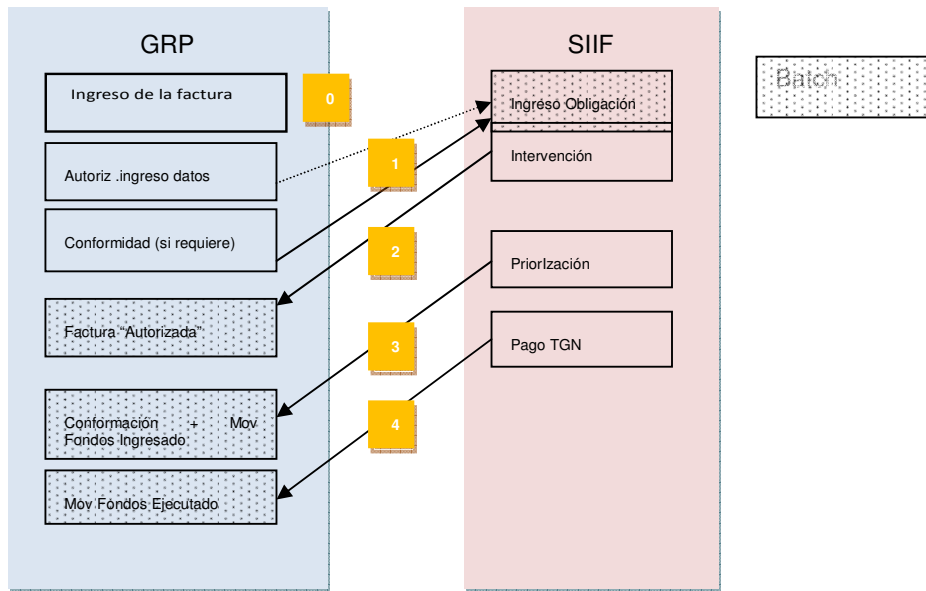 GRP
Ingreso de la factura
0
Autoriz .ingreso datos
1
Conformidad (si requiere)
2
Factura “Autorizada”
3
Conformación + Mov
Fondos Ingresado
4
Mov Fondos Ejecutado
SIIF
Ingreso Obligación
Intervención
PriorIzación
Pago TGN
Batch